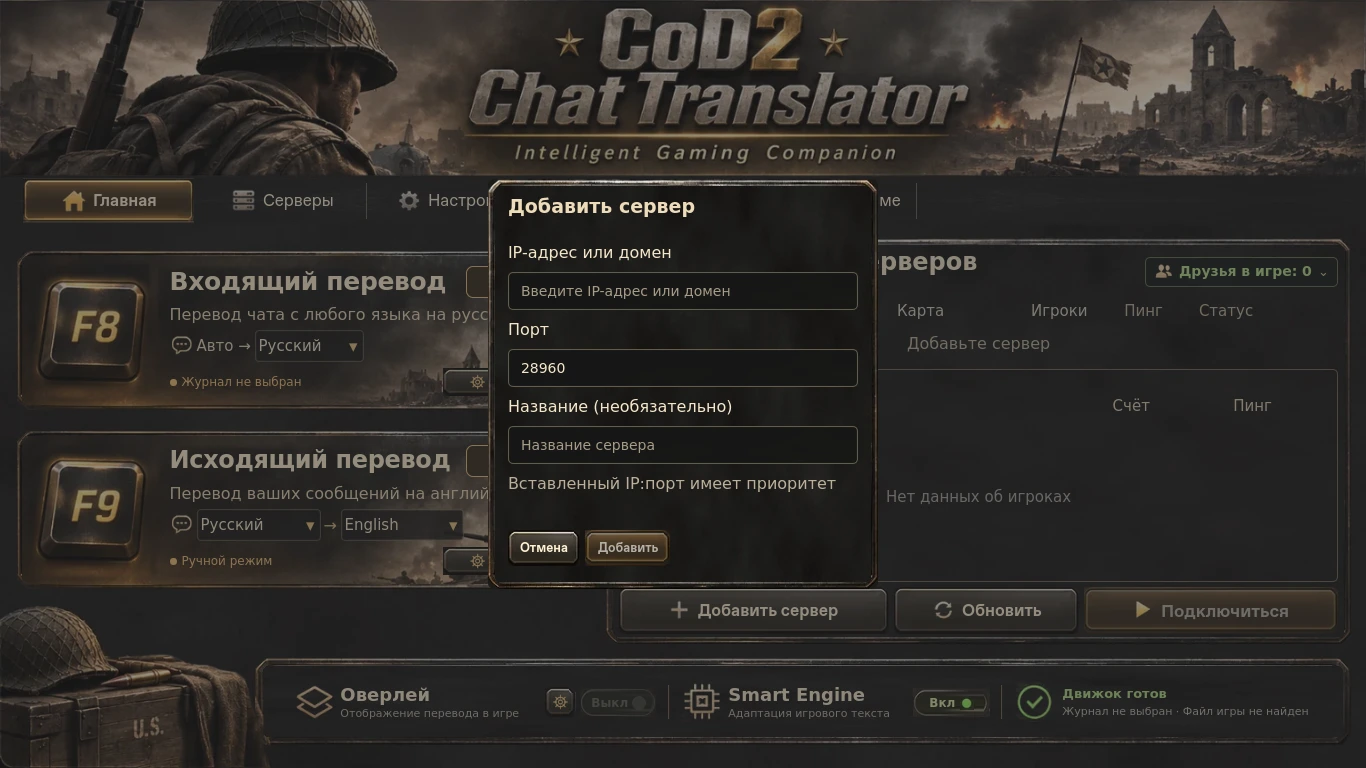 CoD2
Chat Translator
Intelligent Gaming Companion
Главная
Серверы
Настрой
ме
Добавить сервер
IP-адрес или домен
Введите IP-адрес или домен
Порт
28960
Название (необязательно)
Название сервера
Вставленный IP:порт имеет приоритет
Отмена
Добавить
F8
Входящий перевод
Перевод чата с любого языка на русс
Авто → Русский
Журнал не выбран
F9
Исходящий перевод
Перевод ваших сообщений на англий
Русский → English
Ручной режим
рверов
Друзья в игре: 0
Карта Игроки Пинг Статус
Добавьте сервер
Счёт Пинг
Нет данных об игроках
Добавить сервер
Обновить
Подключиться
U.S.
Оверлей
Отображение перевода в игре
Выкл
Smart Engine
Адаптация игрового текста
Вкл
Движок готов
Журнал не выбран · Файл игры не найден